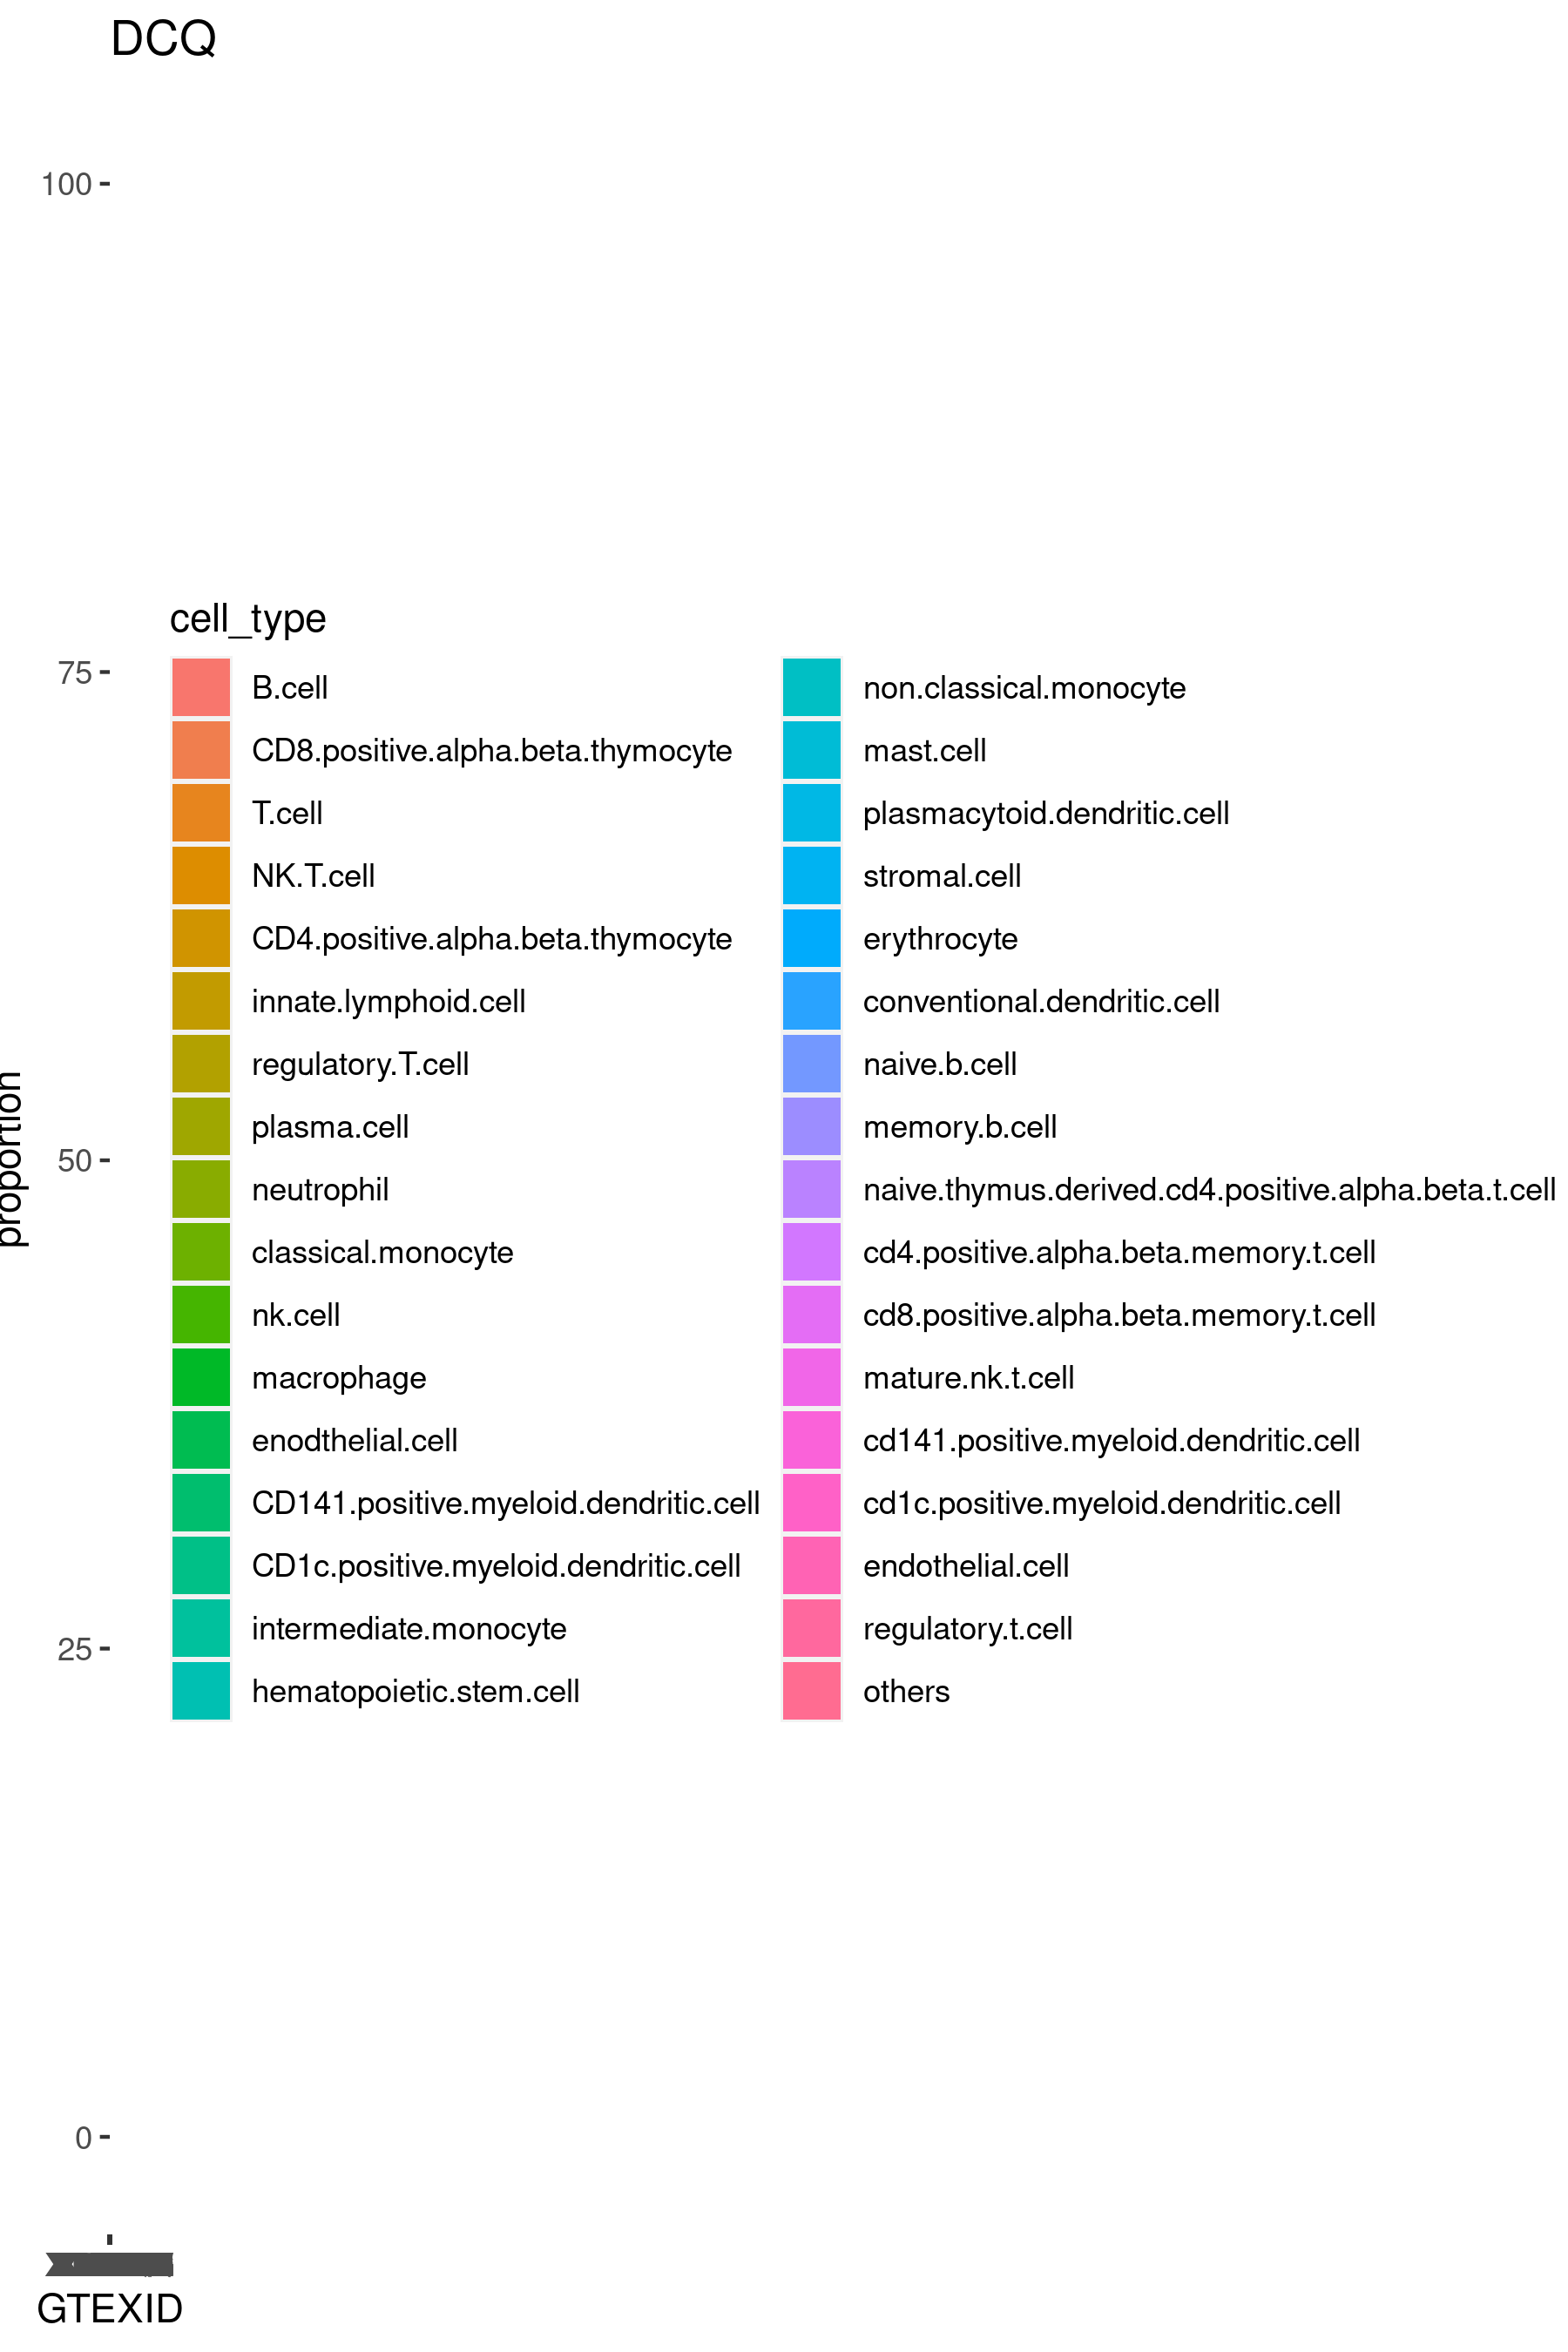 DCQ
100
75
50
25
0
proportion
cell_type
B.cell
CD8.positive.alpha.beta.thymocyte
T.cell
NK.T.cell
CD4.positive.alpha.beta.thymocyte
innate.lymphoid.cell
regulatory.T.cell
plasma.cell
neutrophil
classical.monocyte
nk.cell
macrophage
enodthelial.cell
CD141.positive.myeloid.dendritic.cell
CD1c.positive.myeloid.dendritic.cell
intermediate.monocyte
hematopoietic.stem.cell
non.classical.monocyte
mast.cell
plasmacytoid.dendritic.cell
stromal.cell
erythrocyte
conventional.dendritic.cell
naive.b.cell
memory.b.cell
naive.thymus.derived.cd4.positive.alpha.beta.t.cell
cd4.positive.alpha.beta.memory.t.cell
cd8.positive.alpha.beta.memory.t.cell
mature.nk.t.cell
cd141.positive.myeloid.dendritic.cell
cd1c.positive.myeloid.dendritic.cell
endothelial.cell
regulatory.t.cell
others
GTEXID